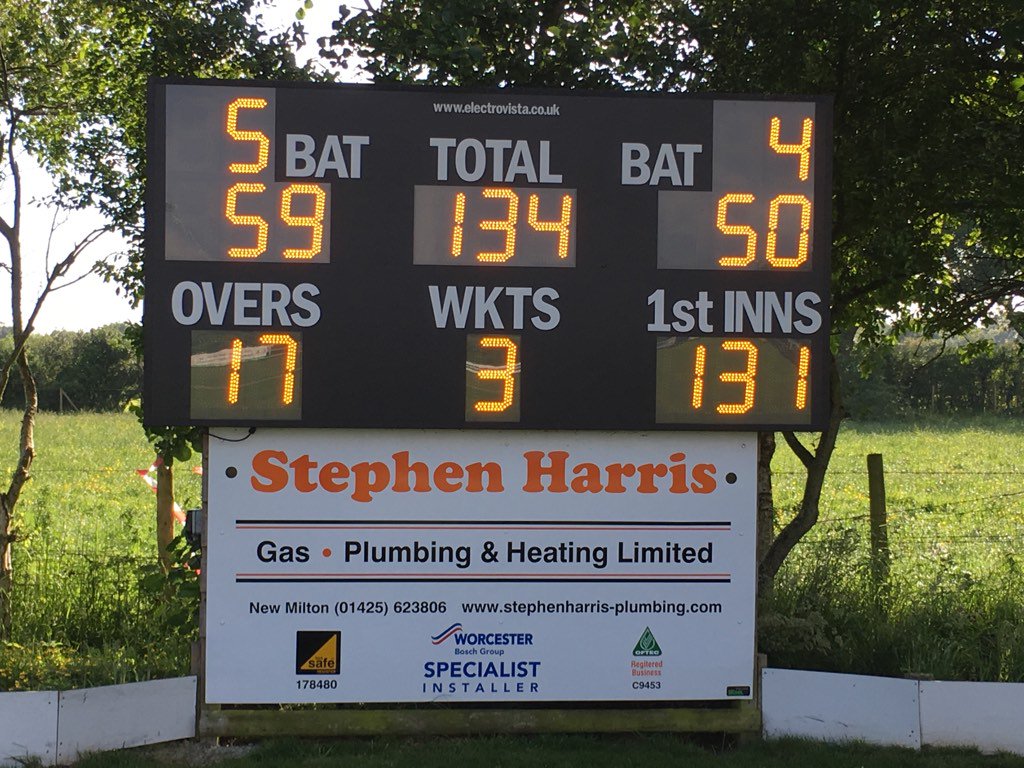 www.electrovista.co.uk
5 BAT TOTAL BAT 4
59 134 50
OVERS WKTS 1st INNS
17 3 131
Stephen Harris
Gas • Plumbing & Heating Limited
New Milton (01425) 623806 www.stephenharris-plumbing.com
safe
178480
WORCESTER
Bosch Group
SPECIALIST
INSTALLER
OFTEC
Registered
Business
C9453